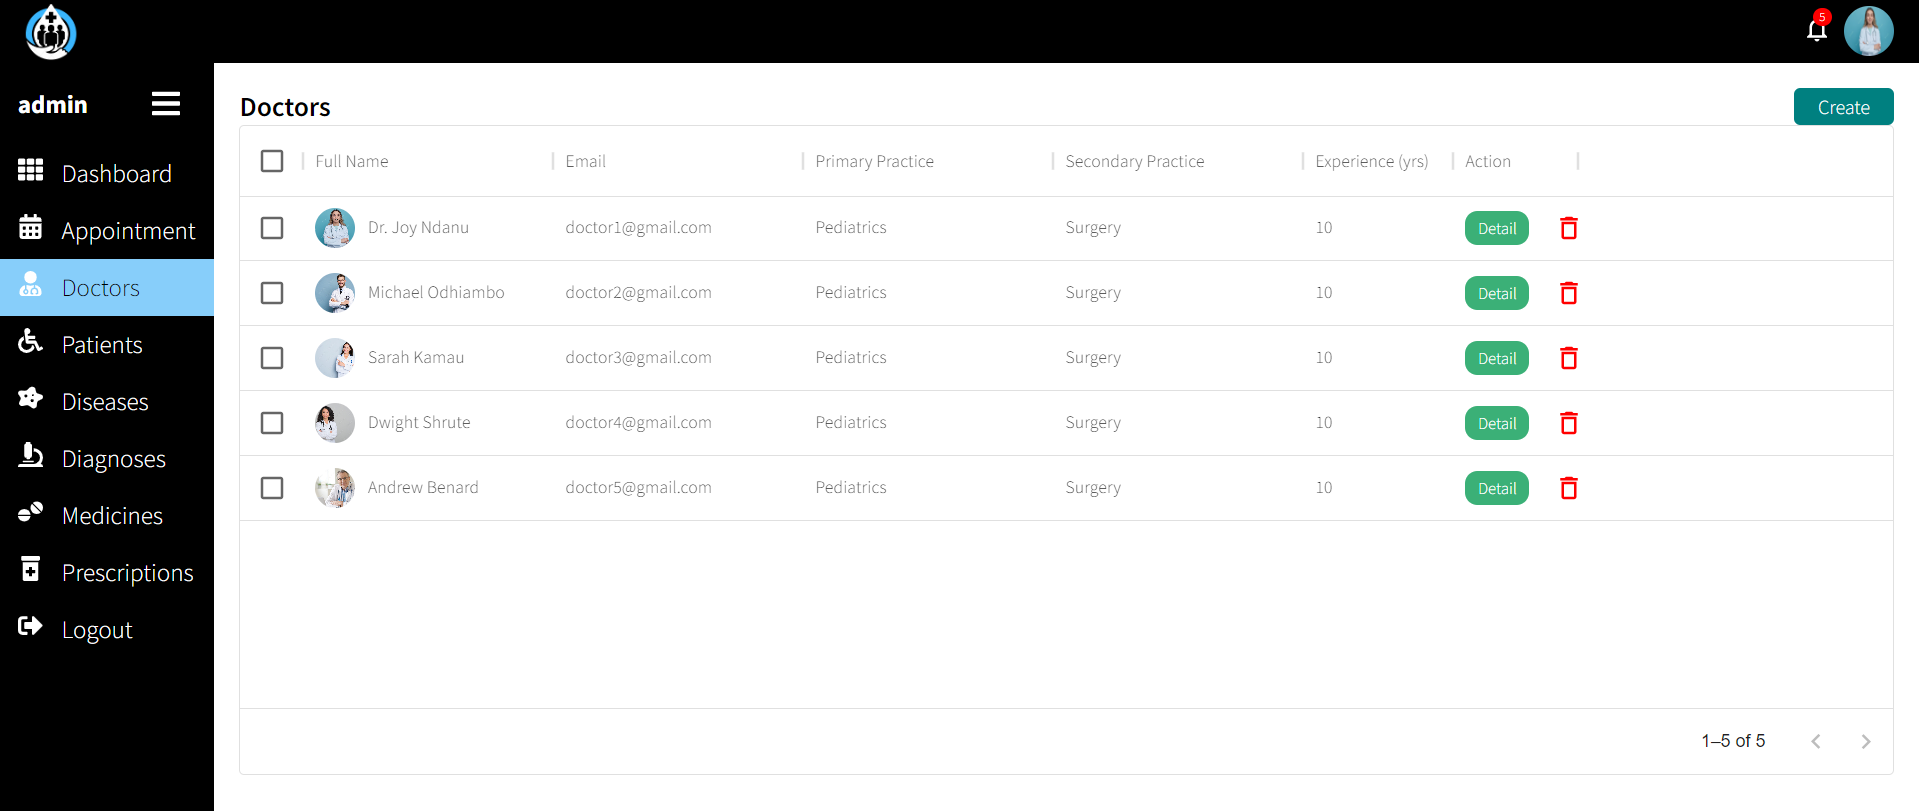 5
admin
Dashboard
Appointment
Doctors
Patients
Diseases
Diagnoses
Medicines
Prescriptions
Logout
Doctors
Create
Full Name Email Primary Practice Secondary Practice Experience (yrs) Action
Dr. Joy Ndanu doctor1@gmail.com Pediatrics Surgery 10 Detail
Michael Odhiambo doctor2@gmail.com Pediatrics Surgery 10 Detail
Sarah Kamau doctor3@gmail.com Pediatrics Surgery 10 Detail
Dwight Shrute doctor4@gmail.com Pediatrics Surgery 10 Detail
Andrew Benard doctor5@gmail.com Pediatrics Surgery 10 Detail
1–5 of 5